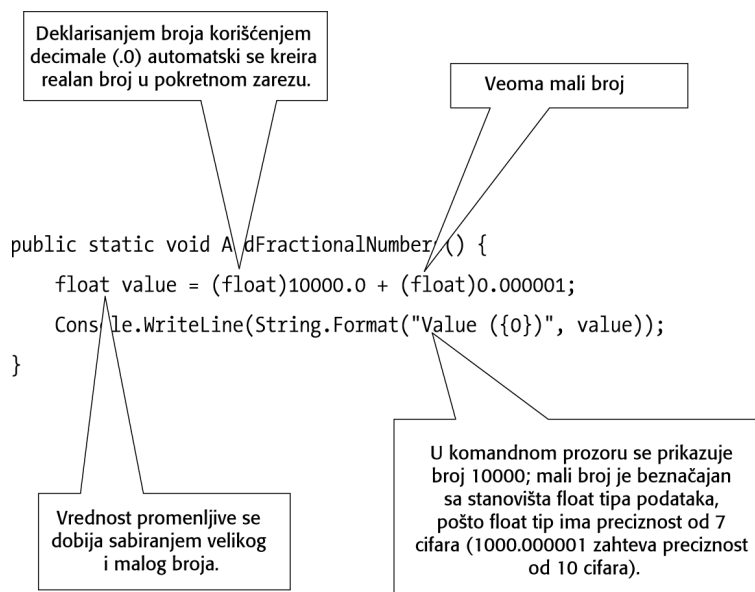 Deklarisanjem broja korišćenjem
decimale (.0) automatski se kreira
realan broj u pokretnom zarezu.
Veoma mali broj
public static void AddFractionalNumbers() {
float value = (float)10000.0 + (float)0.000001;
Console.WriteLine(String.Format("Value ({0})", value));
}
Vrednost promenljive se
dobija sabiranjem velikog
i malog broja.
U komandnom prozoru se prikazuje
broj 10000; mali broj je beznačajan
sa stanovišta float tipa podataka,
pošto float tip ima preciznost od 7
cifara (1000.000001 zahteva preciznost
od 10 cifara).